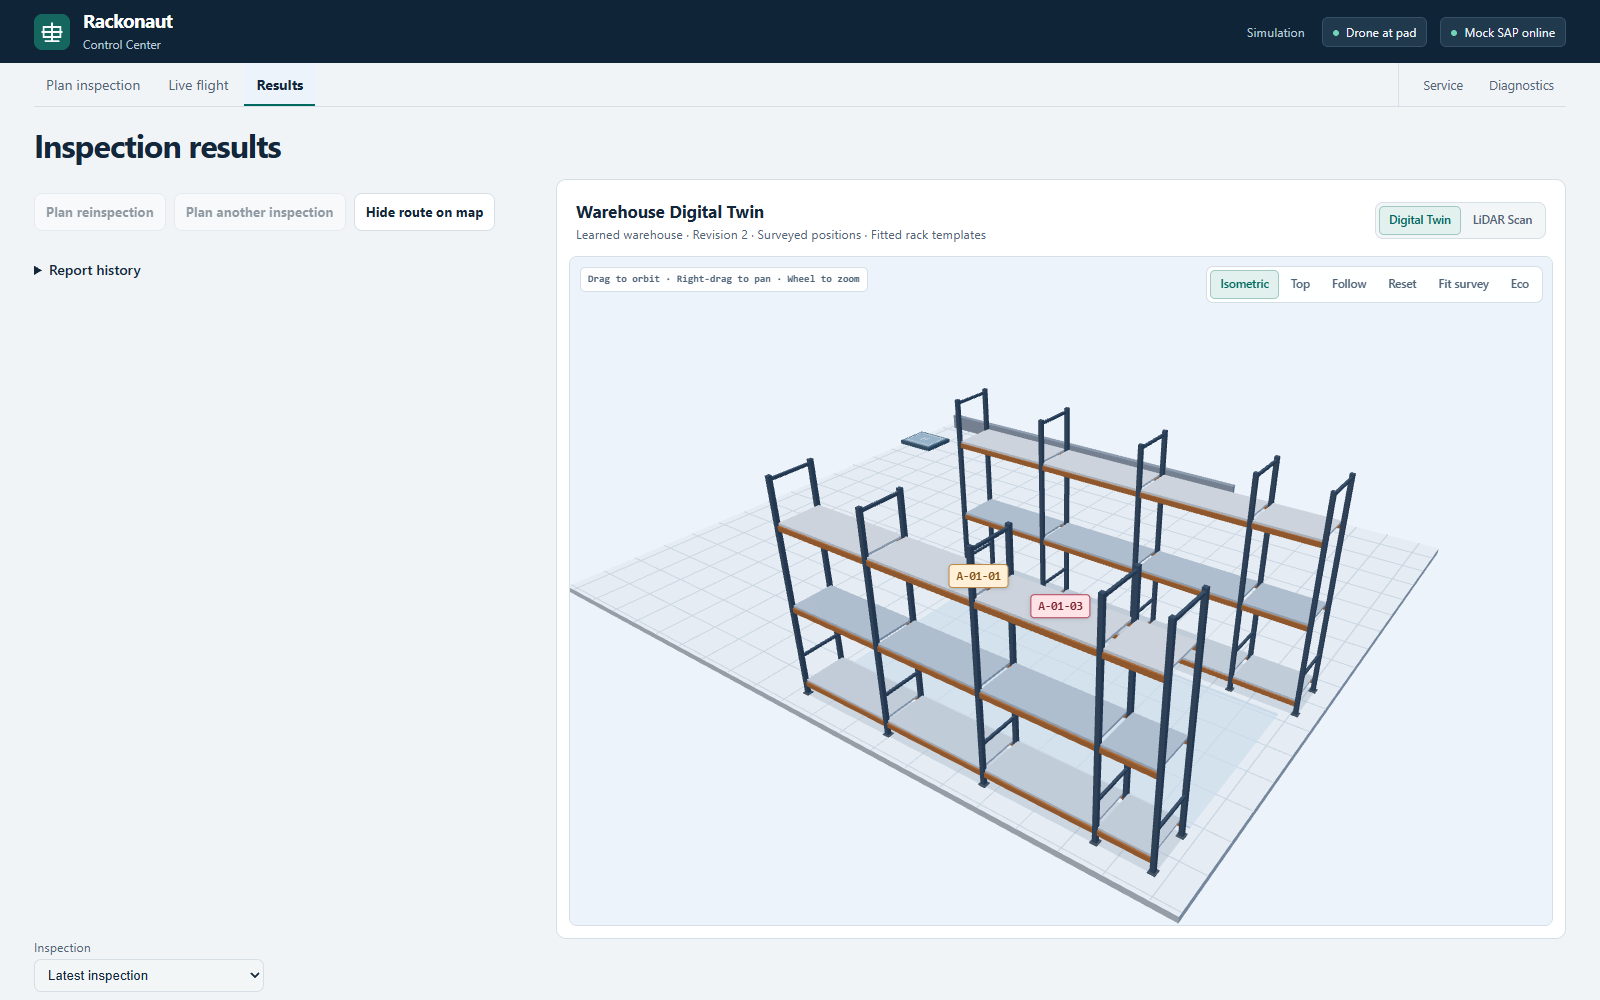 Rackonaut
Control Center
Simulation
Drone at pad
Mock SAP online
Plan inspection
Live flight
Results
Service
Diagnostics
Inspection results
Plan reinspection
Plan another inspection
Hide route on map
Report history
Warehouse Digital Twin
Learned warehouse · Revision 2 · Surveyed positions · Fitted rack templates
Digital Twin
LiDAR Scan
Drag to orbit · Right-drag to pan · Wheel to zoom
Isometric
Top
Follow
Reset
Fit survey
Eco
A-01-01
A-01-03
Inspection
Latest inspection